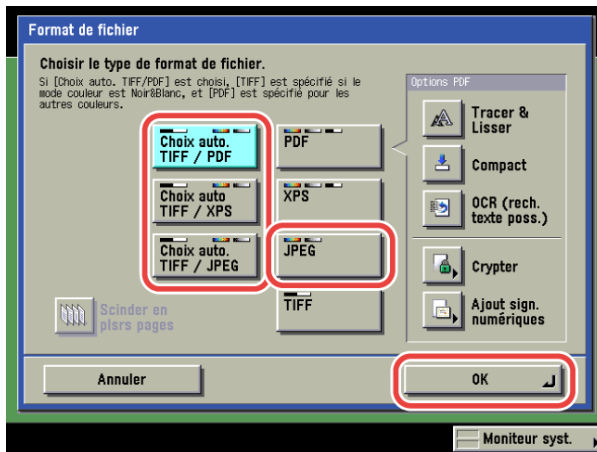 Format de fichier
Choisir le type de format de fichier.
Si [Choix auto. TIFF/PDF] est choisi, [TIFF] est spécifié si le
mode couleur est Noir&Blanc, et [PDF] est spécifié pour les
autres couleurs.
Choix auto.
TIFF / PDF
PDF
Choix auto
TIFF / XPS
XPS
Choix auto.
TIFF / JPEG
JPEG
TIFF
Scinder en
plsrs pages
Options PDF
Tracer &
Lisser
Compact
OCR (rech.
texte poss.)
Crypter
Ajout sign.
numériques
Annuler
OK
Moniteur syst.